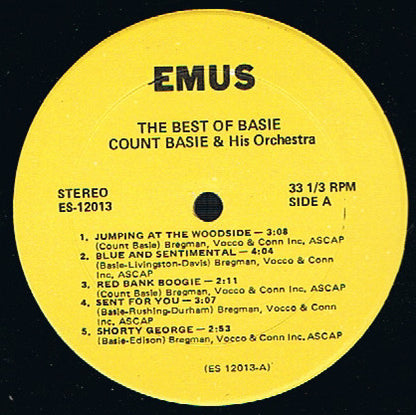 EMUS
THE BEST OF BASIE
COUNT BASIE & His Orchestra
STEREO
ES-12013
33 1/3 RPM
SIDE A
1. JUMPING AT THE WOODSIDE — 3:08
(Count Basie) Bregman, Vocco & Conn Inc. ASCAP
2. BLUE AND SENTIMENTAL — 4:04
(Basie-Livingston-Davis) Bregman, Vocco & Conn
Inc, ASCAP
3. RED BANK BOOGIE — 2:11
(Count Basie) Bregman, Vocco & Conn Inc, ASCAP
4. SENT FOR YOU — 3:07
(Basie-Rushing-Durham) Bregman, Vocco & Conn
Inc. ASCAP
5. SHORTY GEORGE — 2:53
(Basie-Edison) Bregman, Vocco & Conn Inc. ASCAP
(ES 12013-A)